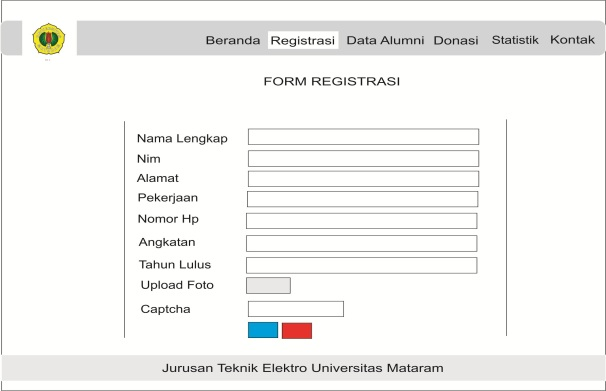 Beranda Registrasi Data Alumni Donasi Statistik Kontak
FORM REGISTRASI
Nama Lengkap
Nim
Alamat
Pekerjaan
Nomor Hp
Angkatan
Tahun Lulus
Upload Foto
Captcha
Jurusan Teknik Elektro Universitas Mataram